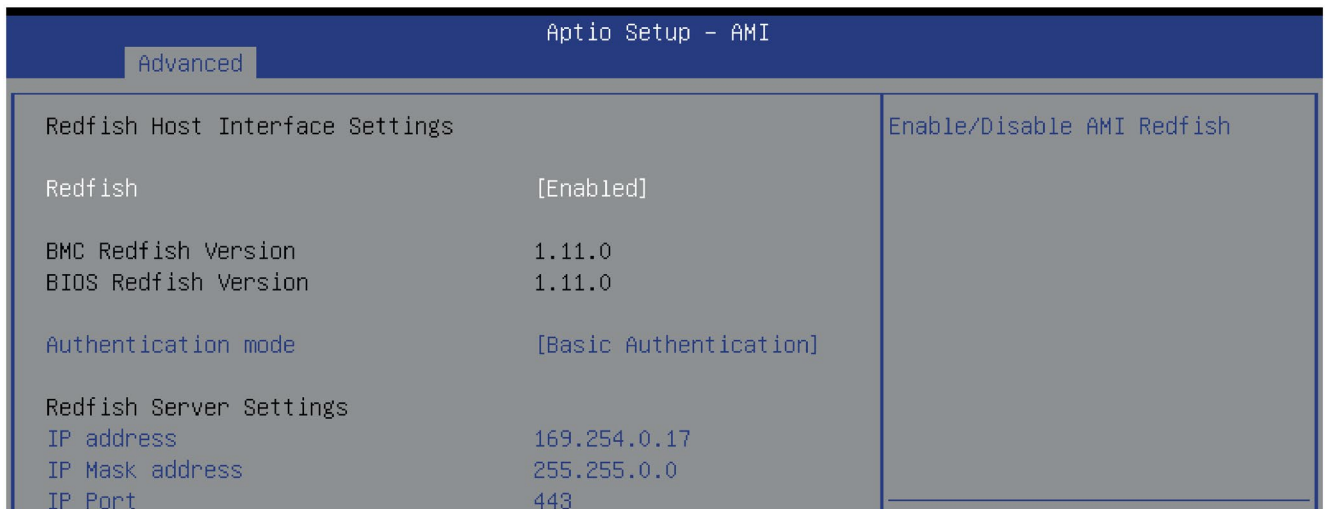 Aptio Setup – AMI
Advanced
Redfish Host Interface Settings
Enable/Disable AMI Redfish
Redfish [Enabled]
BMC Redfish Version 1.11.0
BIOS Redfish Version 1.11.0
Authentication mode [Basic Authentication]
Redfish Server Settings
IP address 169.254.0.17
IP Mask address 255.255.0.0
IP Port 443